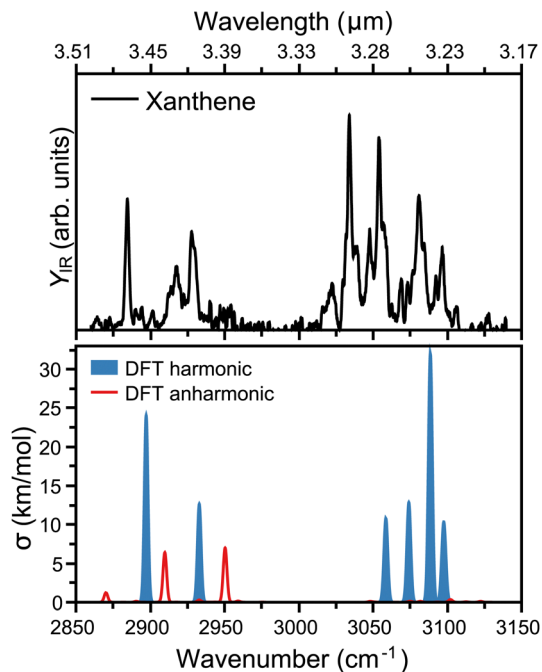 Wavelength (μm)
3.51 3.45 3.39 3.33 3.28 3.23 3.17
Xanthene
Y_IR (arb. units)
DFT harmonic
DFT anharmonic
σ (km/mol)
30
25
20
15
10
5
0
2850 2900 2950 3000 3050 3100 3150
Wavenumber (cm⁻¹)